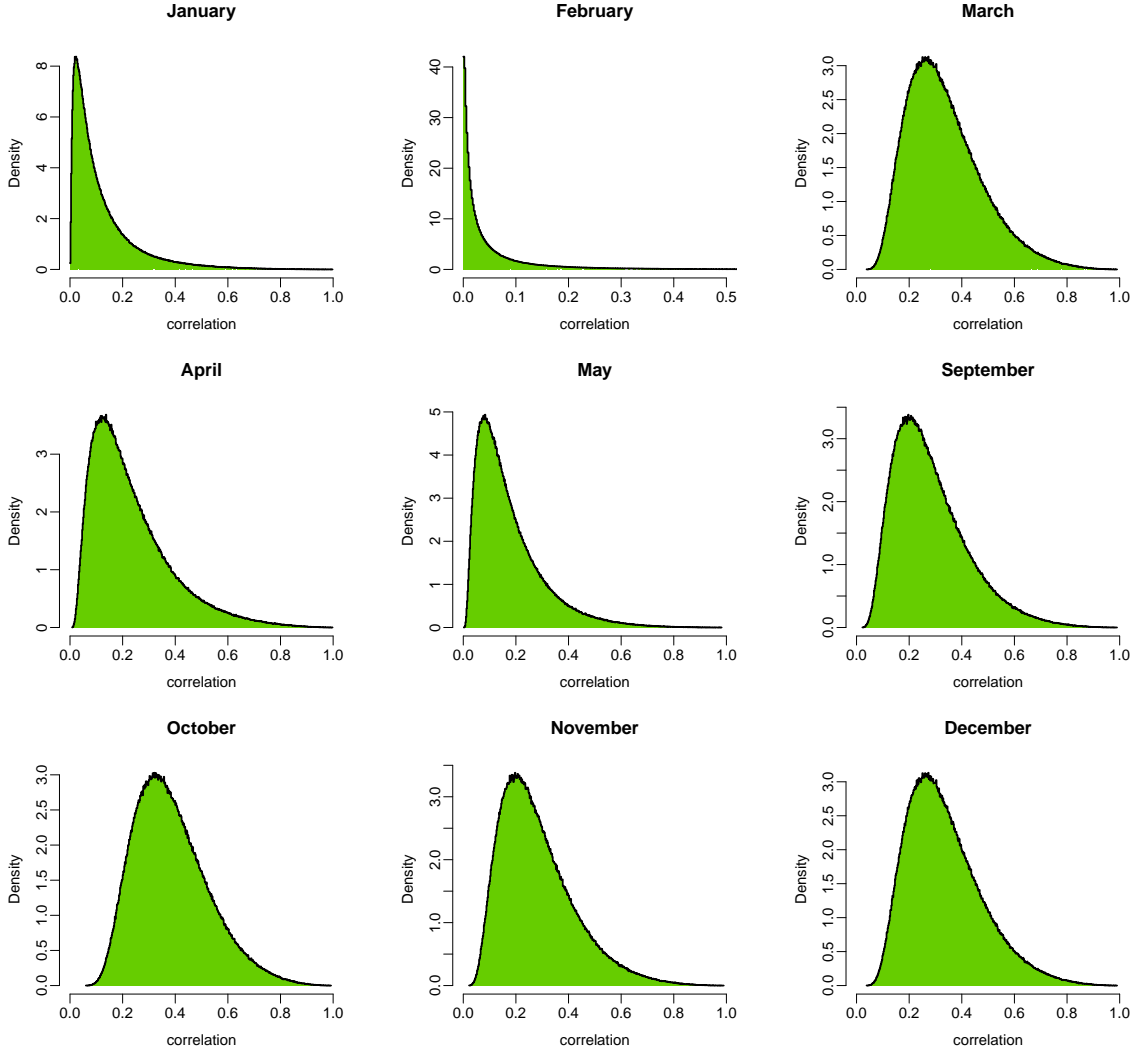 January
February
March
Density
0 2 4 6 8
0.0 0.2 0.4 0.6 0.8 1.0
correlation
Density
0 10 20 30 40
0.0 0.1 0.2 0.3 0.4 0.5
correlation
Density
0.0 0.5 1.0 1.5 2.0 2.5 3.0
0.0 0.2 0.4 0.6 0.8 1.0
correlation
April
May
September
Density
0 1 2 3
0.0 0.2 0.4 0.6 0.8 1.0
correlation
Density
0 1 2 3 4 5
0.0 0.2 0.4 0.6 0.8 1.0
correlation
Density
0.0 1.0 2.0 3.0
0.0 0.2 0.4 0.6 0.8 1.0
correlation
October
November
December
Density
0.0 0.5 1.0 1.5 2.0 2.5 3.0
0.0 0.2 0.4 0.6 0.8 1.0
correlation
Density
0.0 1.0 2.0 3.0
0.0 0.2 0.4 0.6 0.8 1.0
correlation
Density
0.0 0.5 1.0 1.5 2.0 2.5 3.0
0.0 0.2 0.4 0.6 0.8 1.0
correlation